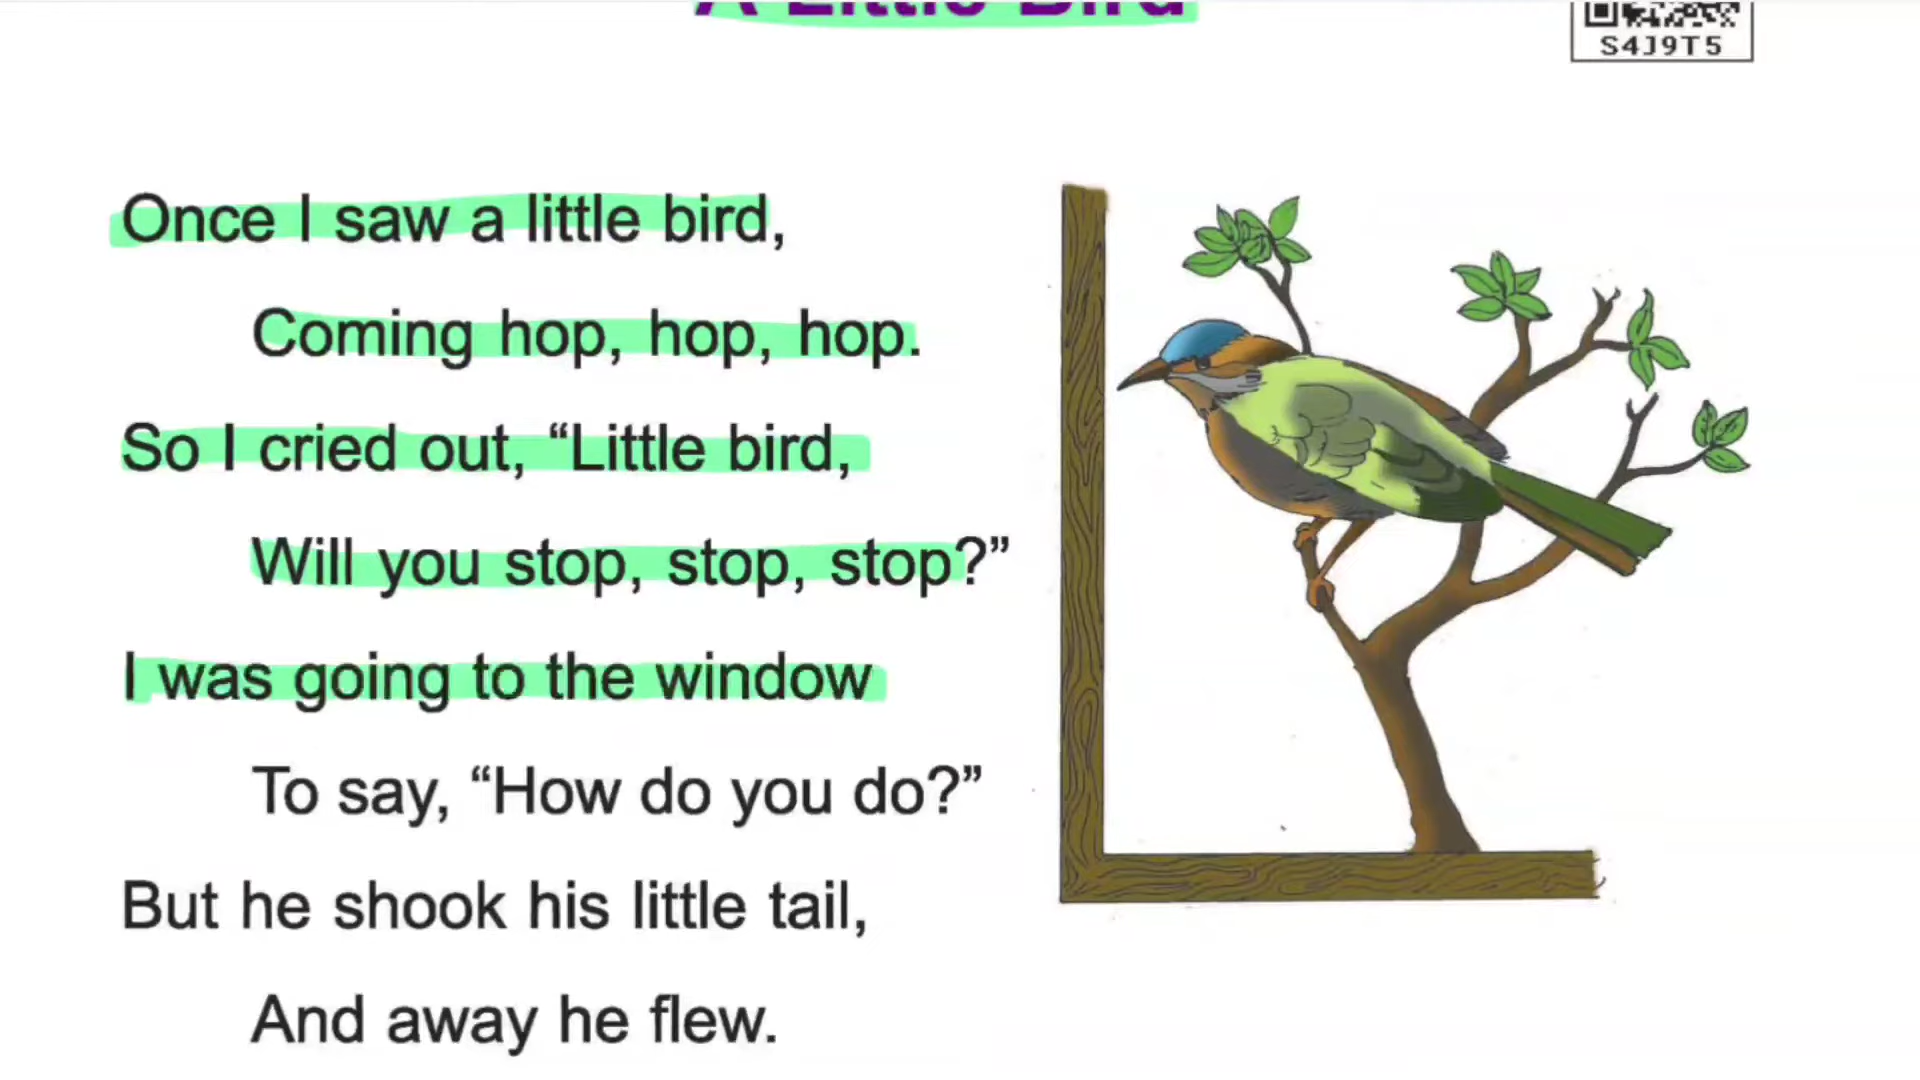 A Little Bird
S4J9T5
Once I saw a little bird,
Coming hop, hop, hop.
So I cried out, “Little bird,
Will you stop, stop, stop?”
I was going to the window
To say, “How do you do?”
But he shook his little tail,
And away he flew.